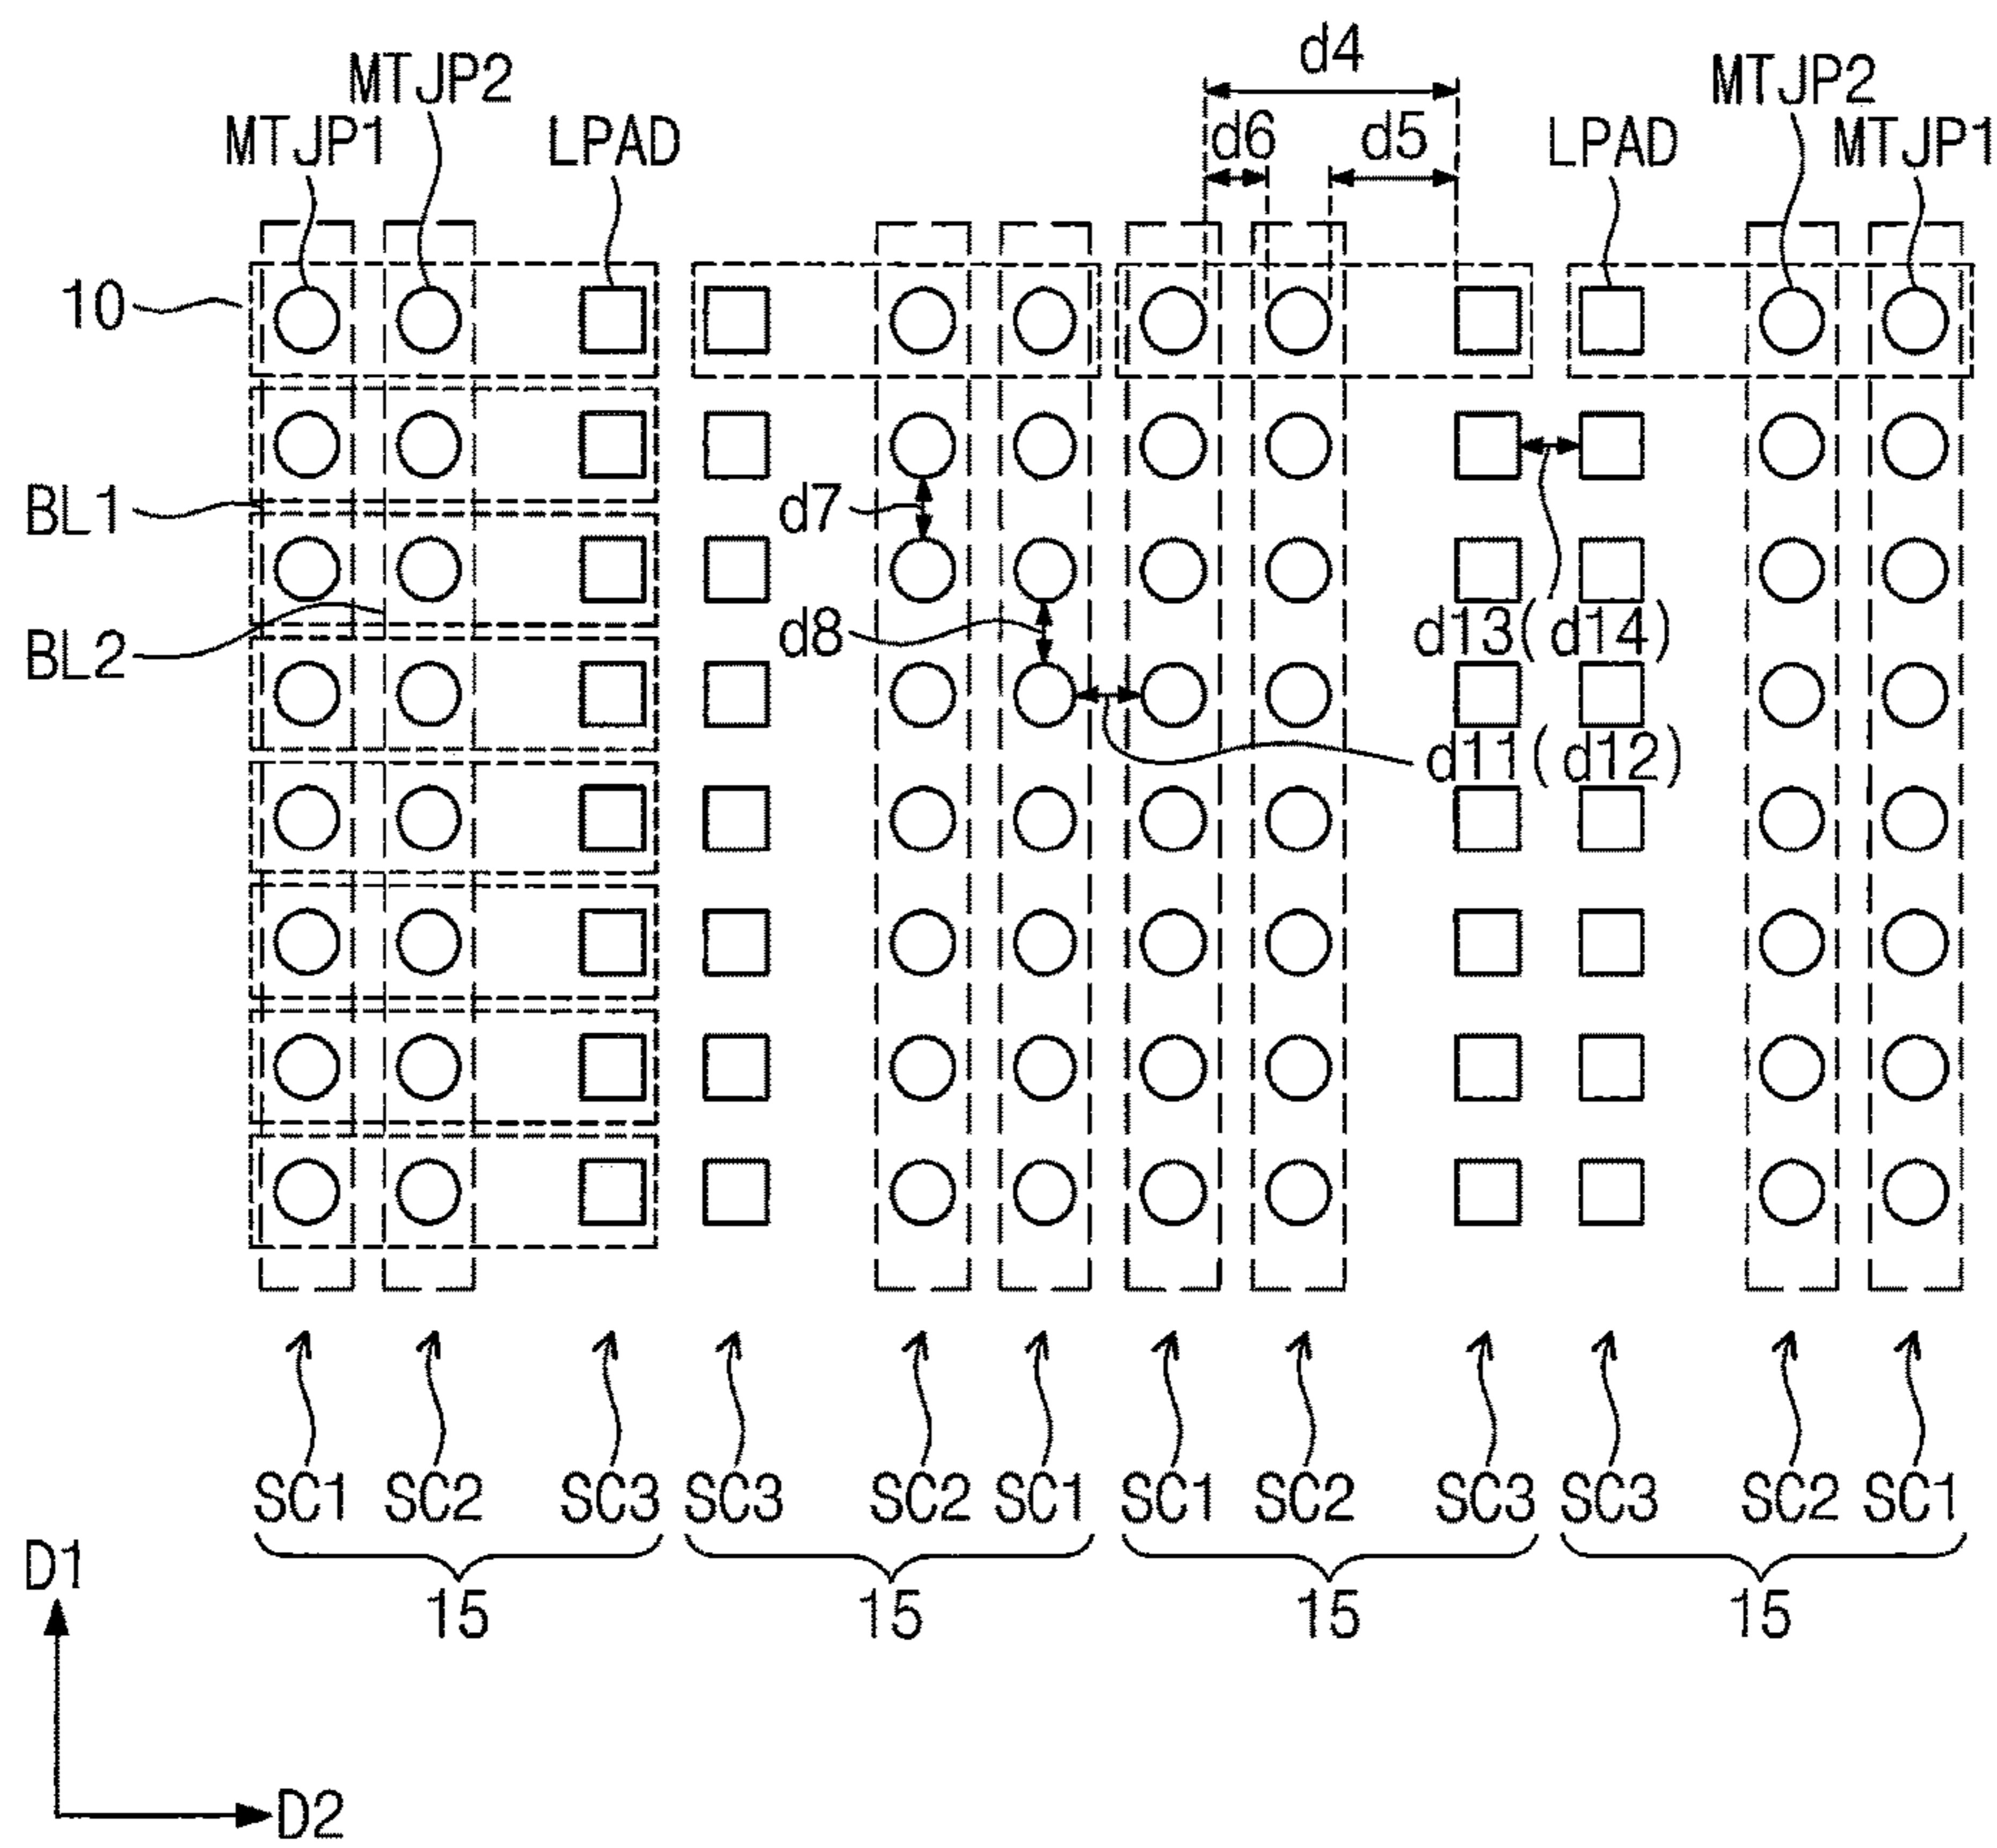 d4
MTJP2 MTJP2
MTJP1 LPAD d6 d5 LPAD MTJP1
10
BL1 d7
BL2 d8 d13(d14)
d11(d12)
SC1 SC2 SC3 SC3 SC2 SC1 SC1 SC2 SC3 SC3 SC2 SC1
15 15 15 15
D1
D2